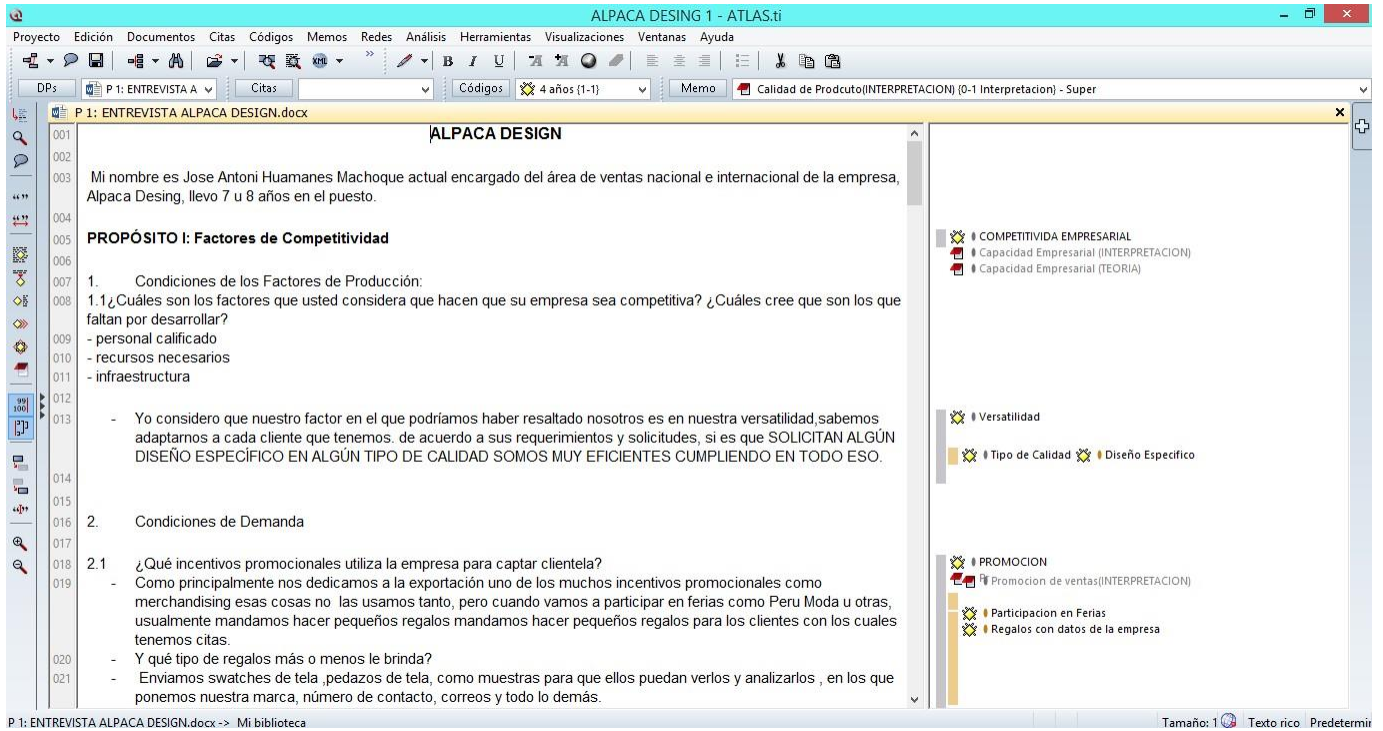 ALPACA DESING 1 - ATLAS.ti
Proyecto Edición Documentos Citas Códigos Memos Redes Análisis Herramientas Visualizaciones Ventanas Ayuda
XML » B I U
DPs P 1: ENTREVISTA A Citas Códigos 4 años {1-1} Memo Calidad de Prodcuto(INTERPRETACION) {0-1 Interpretacion} - Super
P 1: ENTREVISTA ALPACA DESIGN.docx
001 ALPACA DESIGN
002
003 Mi nombre es Jose Antoni Huamanes Machoque actual encargado del área de ventas nacional e internacional de la empresa,
Alpaca Desing, llevo 7 u 8 años en el puesto.
004
005 PROPÓSITO I: Factores de Competitividad COMPETITIVIDA EMPRESARIAL
006 Capacidad Empresarial (INTERPRETACION)
Capacidad Empresarial (TEORIA)
007 1. Condiciones de los Factores de Producción:
008 1.1¿Cuáles son los factores que usted considera que hacen que su empresa sea competitiva? ¿Cuáles cree que son los que
faltan por desarrollar?
009 - personal calificado
010 - recursos necesarios
011 - infraestructura
012
013 - Yo considero que nuestro factor en el que podríamos haber resaltado nosotros es en nuestra versatilidad,sabemos Versatilidad
adaptarnos a cada cliente que tenemos. de acuerdo a sus requerimientos y solicitudes, si es que SOLICITAN ALGÚN
DISEÑO ESPECÍFICO EN ALGÚN TIPO DE CALIDAD SOMOS MUY EFICIENTES CUMPLIENDO EN TODO ESO. Tipo de Calidad Diseño Especifico
014
015
016 2. Condiciones de Demanda
017
018 2.1 ¿Qué incentivos promocionales utiliza la empresa para captar clientela? PROMOCION
019 - Como principalmente nos dedicamos a la exportación uno de los muchos incentivos promocionales como Promocion de ventas(INTERPRETACION)
merchandising esas cosas no las usamos tanto, pero cuando vamos a participar en ferias como Peru Moda u otras,
usualmente mandamos hacer pequeños regalos mandamos hacer pequeños regalos para los clientes con los cuales Participacion en Ferias
tenemos citas. Regalos con datos de la empresa
020 - Y qué tipo de regalos más o menos le brinda?
021 - Enviamos swatches de tela ,pedazos de tela, como muestras para que ellos puedan verlos y analizarlos , en los que
ponemos nuestra marca, número de contacto, correos y todo lo demás.
P 1: ENTREVISTA ALPACA DESIGN.docx -> Mi biblioteca Tamaño: 1 Texto rico Predetermin